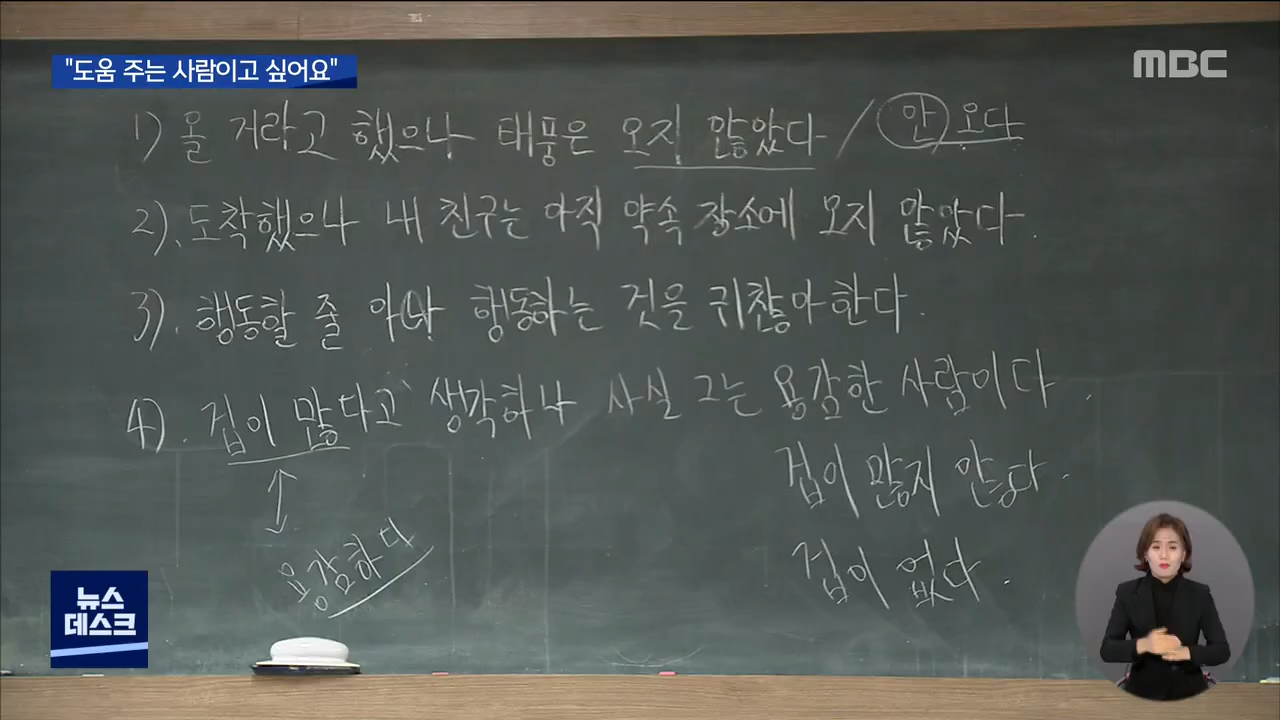 "도움 주는 사람이고 싶어요"
MBC
1) 올 거라고 했으나 태풍은 오지 않았다 / 안 오다
2). 도착했으나 내 친구는 아직 약속 장소에 오지 않았다.
3). 행동할 줄 아나 행동하는 것을 귀찮아한다.
4). 겁이 많다고 생각하나 사실 그는 용감한 사람이다.
겁이 많지 않다.
용감하다
겁이 없다.
뉴스
데스크